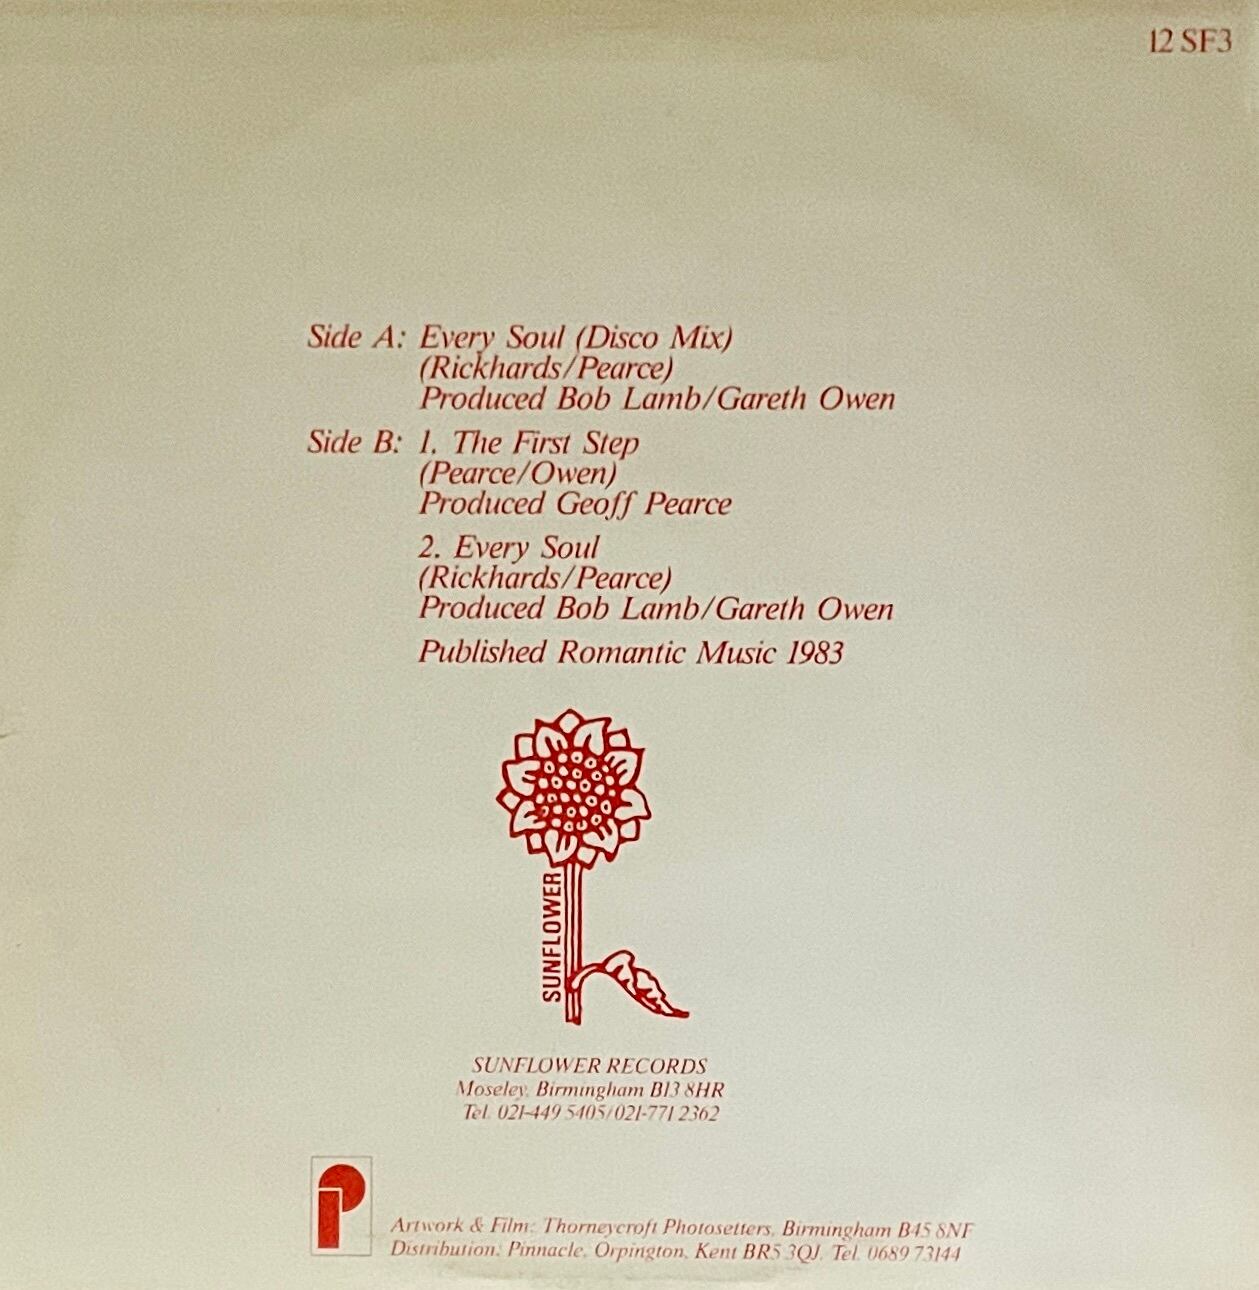 12 SF3
Side A: Every Soul (Disco Mix)
(Rickhards/Pearce)
Produced Bob Lamb/Gareth Owen
Side B: 1. The First Step
(Pearce/Owen)
Produced Geoff Pearce
2. Every Soul
(Rickhards/Pearce)
Produced Bob Lamb/Gareth Owen
Published Romantic Music 1983
SUNFLOWER
SUNFLOWER RECORDS
Moseley, Birmingham B13 8HR
Tel. 021-449 5405/021-771 2362
Artwork & Film: Thorneycroft Photosetters, Birmingham B45 8NF
Distribution: Pinnacle, Orpington, Kent BR5 3QJ. Tel. 0689 73144